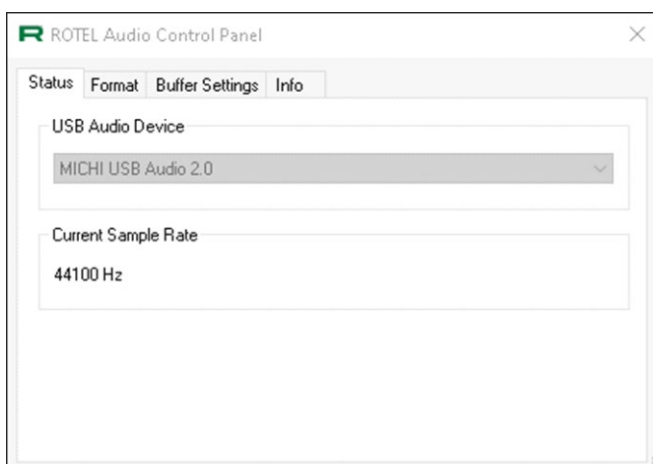 ROTEL Audio Control Panel
Status Format Buffer Settings Info
USB Audio Device
MICHI USB Audio 2.0
Current Sample Rate
44100 Hz